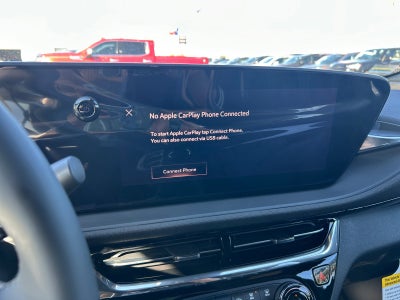 No Apple CarPlay Phone Connected
To start Apple CarPlay tap Connect Phone.
You can also connect via USB cable.
Connect Phone